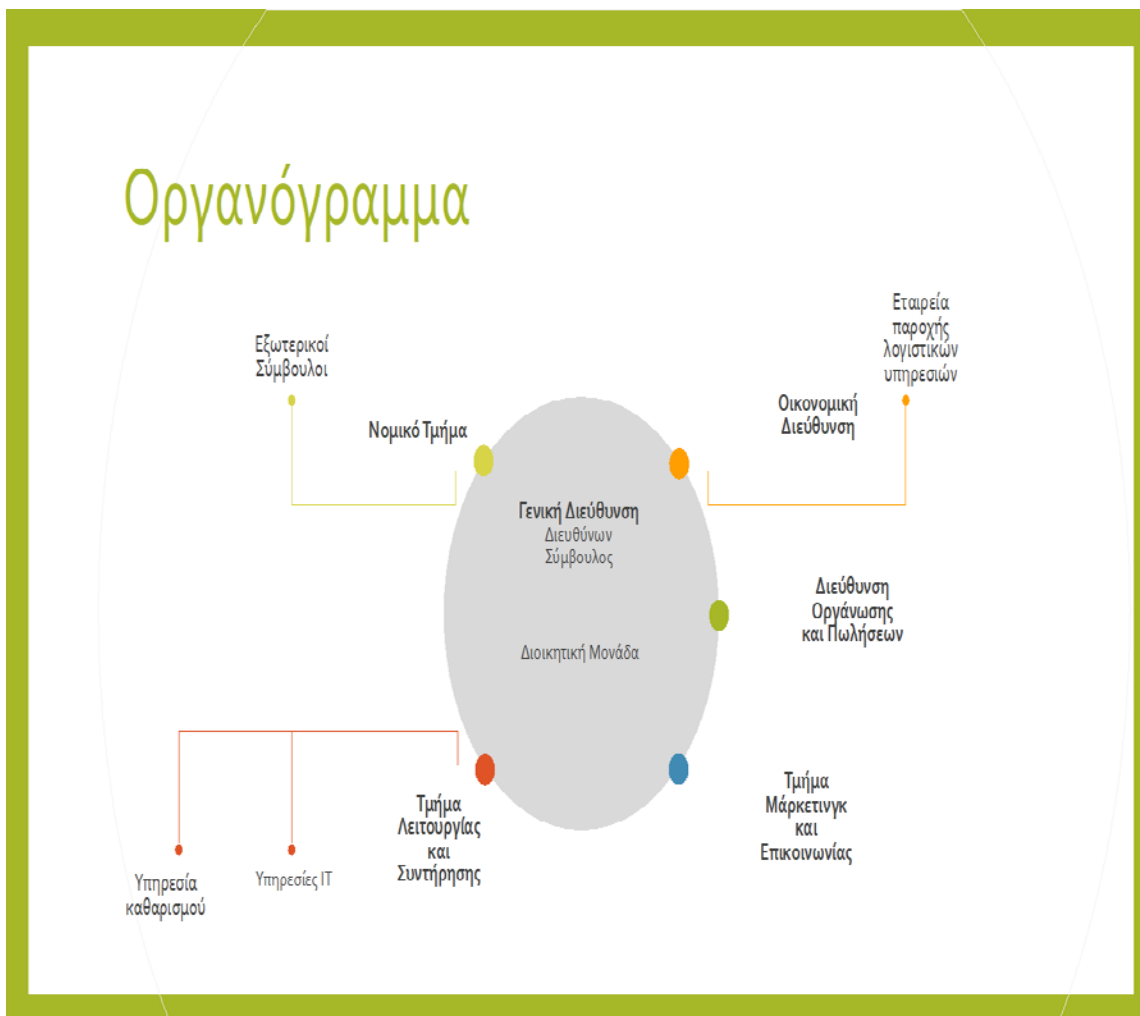 Οργανόγραμμα
Εξωτερικοί
Σύμβουλοι
Νομικό Τμήμα
Εταιρεία
παροχής
λογιστικών
υπηρεσιών
Οικονομική
Διεύθυνση
Γενική Διεύθυνση
Διευθύνων
Σύμβουλος
Διοικητική Μονάδα
Διεύθυνση
Οργάνωσης
και Πωλήσεων
Τμήμα
Μάρκετινγκ
και
Επικοινωνίας
Τμήμα
Λειτουργίας
και
Συντήρησης
Υπηρεσίες IT
Υπηρεσία
καθαρισμού